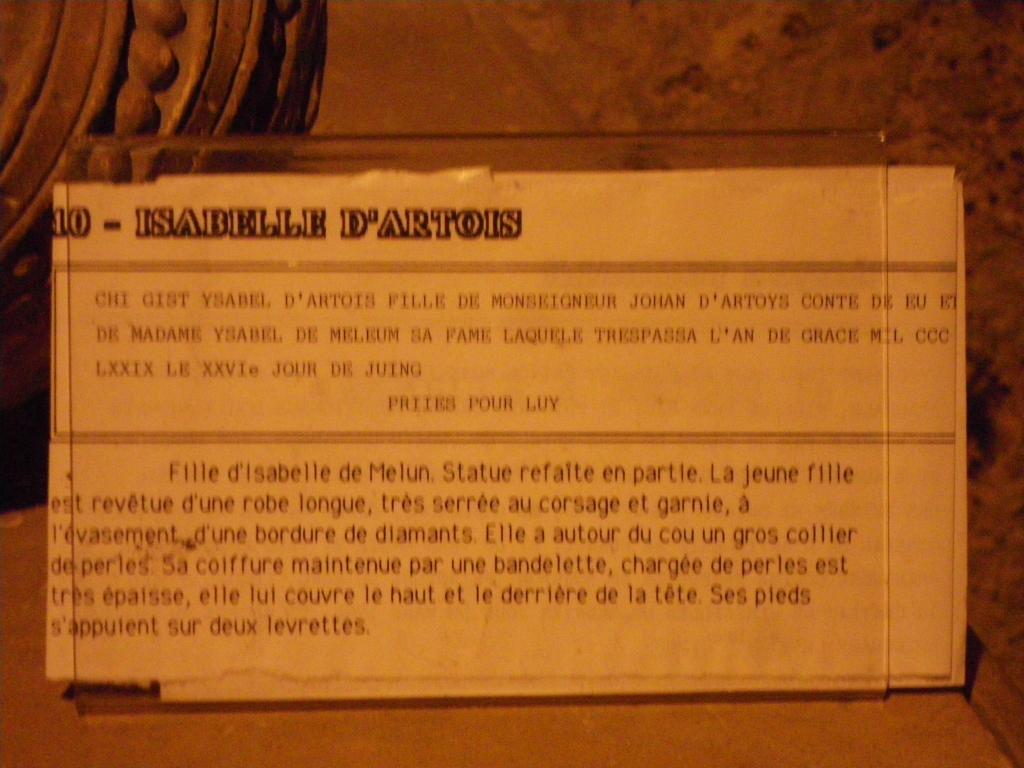 10 - ISABELLE D'ARTOIS
CHI GIST YSABEL D'ARTOIS FILLE DE MONSEIGNEUR JOHAN D'ARTOYS CONTE DE EU ET
DE MADAME YSABEL DE MELEUM SA FAME LAQUELE TRESPASSA L'AN DE GRACE MIL CCC
LXXIX LE XXVIe JOUR DE JUING
PRIIES POUR LUY
Fille d'Isabelle de Melun. Statue refaîte en partie. La jeune fille
est revêtue d'une robe longue, très serrée au corsage et garnie, à
l'évasement, d'une bordure de diamants. Elle a autour du cou un gros collier
de perles. Sa coiffure maintenue par une bandelette, chargée de perles est
très épaisse, elle lui couvre le haut et le derrière de la tête. Ses pieds
s'appuient sur deux levrettes.